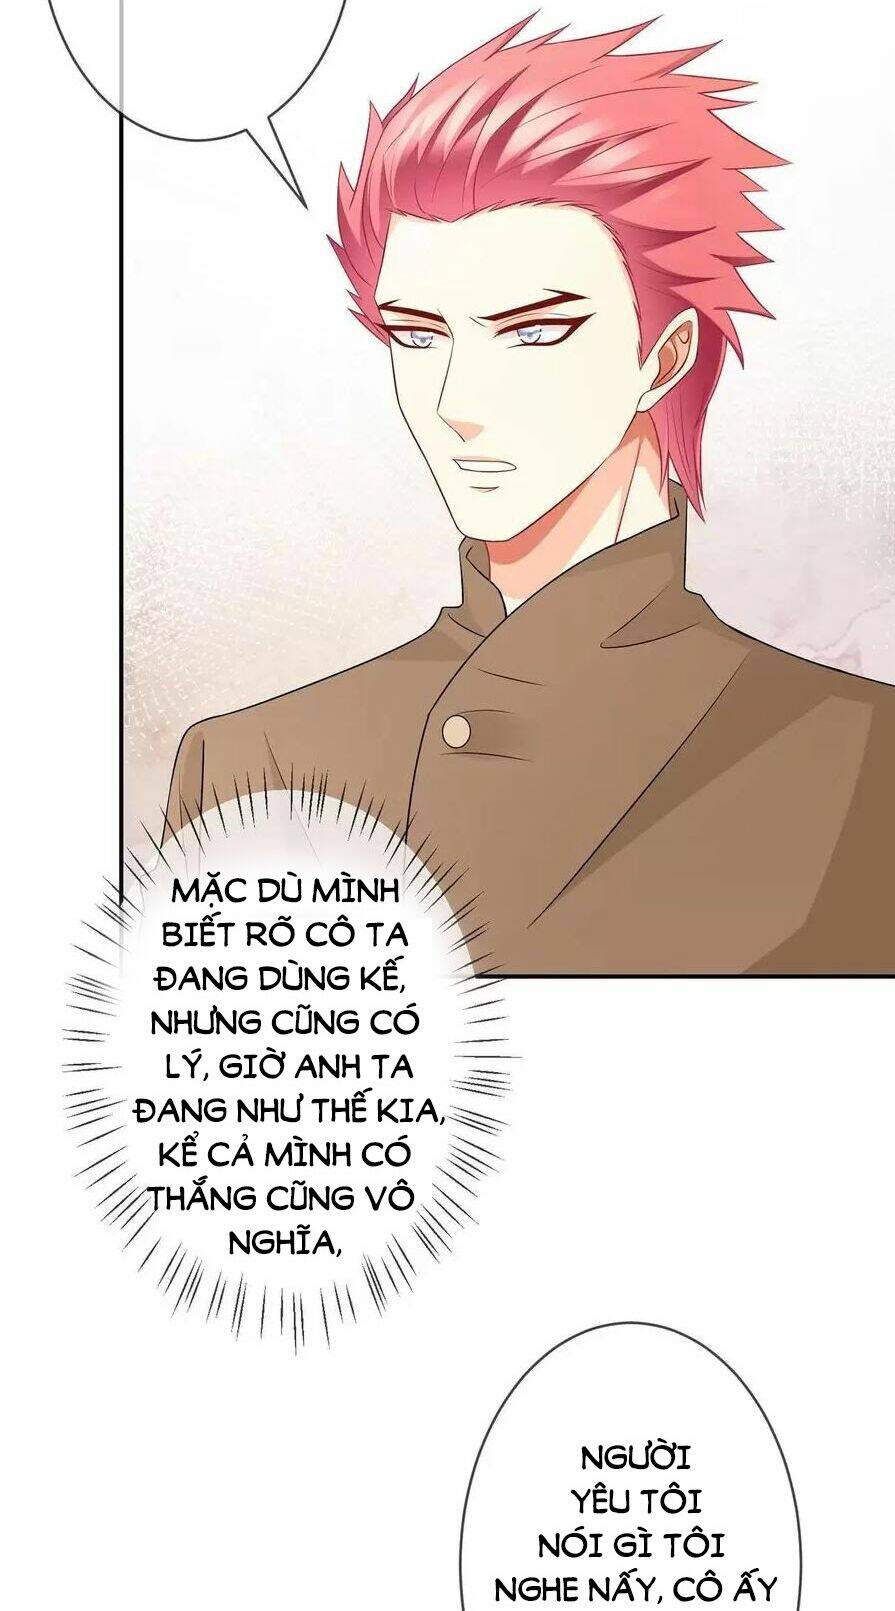 MẶC DÙ MÌNH
BIẾT RÕ CÔ TA
ĐANG DÙNG KẾ,
NHƯNG CŨNG CÓ
LÝ, GIỜ ANH TA
ĐANG NHƯ THẾ KIA,
KỂ CẢ MÌNH CÓ
THẮNG CŨNG VÔ
NGHĨA,
NGƯỜI
YÊU TÔI
NÓI GÌ TÔI
NGHE NẤY, CÔ ẤY